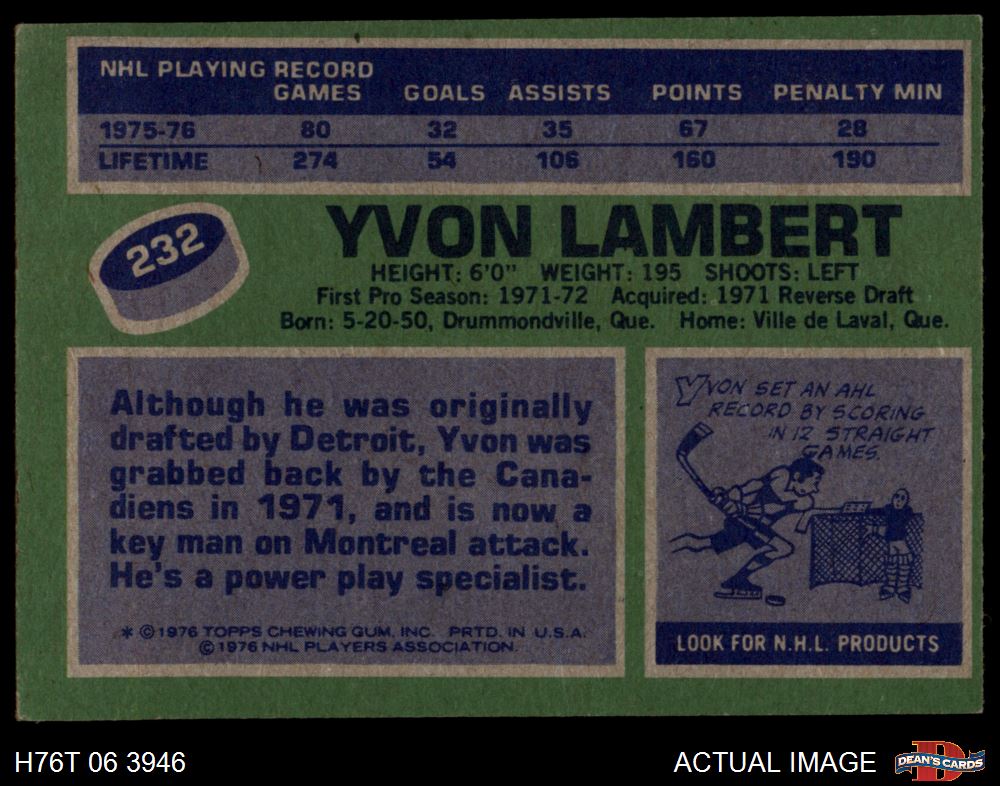 NHL PLAYING RECORD
GAMES GOALS ASSISTS POINTS PENALTY MIN
1975-76 80 32 35 67 28
LIFETIME 274 54 106 160 190
232
YVON LAMBERT
HEIGHT: 6'0" WEIGHT: 195 SHOOTS: LEFT
First Pro Season: 1971-72 Acquired: 1971 Reverse Draft
Born: 5-20-50, Drummondville, Que. Home: Ville de Laval, Que.
Although he was originally
drafted by Detroit, Yvon was
grabbed back by the Cana-
diens in 1971, and is now a
key man on Montreal attack.
He's a power play specialist.
* ©1976 TOPPS CHEWING GUM, INC. PRTD. IN U.S.A.
©1976 NHL PLAYERS ASSOCIATION.
YVON SET AN AHL
RECORD BY SCORING
IN 12 STRAIGHT
GAMES.
LOOK FOR N.H.L. PRODUCTS
H76T 06 3946 ACTUAL IMAGE
D
DEAN'S CARDS